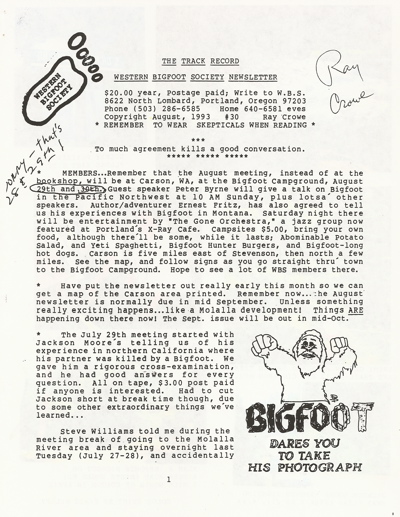 THE TRACK RECORD
WESTERN BIGFOOT SOCIETY NEWSLETTER
WESTERN
BIGFOOT
SOCIETY
Ray
Crowe
$20.00 year, Postage paid; Write to W.B.S.
8622 North Lombard, Portland, Oregon 97203
Phone (503) 286-6585 Home 640-6581 eves
Copyright August, 1993 #30 Ray Crowe
* REMEMBER TO WEAR SKEPTICALS WHEN READING *
***
To much agreement kills a good conversation.
***** ***** *****
that's
28 & 29th!
MEMBERS...Remember that the August meeting, instead of at the
bookshop, will be at Carson, WA, at the Bigfoot Campground, August
29th and 30th. Guest speaker Peter Byrne will give a talk on Bigfoot
in the Pacific Northwest at 10 AM Sunday, plus lotsa' other
speakers. Author/adventurer Ernest Fritz, has also agreed to tell
us his experiences with Bigfoot in Montana. Saturday night there
will be entertainment by "The Gone Orchestra," a jazz group now
featured at Portland's X-Ray Cafe. Campsites $5.00, bring your own
food, although there'll be some, while it lasts; Abominable Potato
Salad, and Yeti Spaghetti, Bigfoot Hunter Burgers, and Bigfoot-long
hot dogs. Carson is five miles east of Stevenson, then north a few
miles. See the map, and follow signs as you go straight thru' town
to the Bigfoot Campground. Hope to see a lot of WBS members there.
* Have put the newsletter out really early this month so we can
get a map of the Carson area printed. Remember now...the August
newsletter is normally due in mid September. Unless something
really exciting happens...like a Molalla development! Things ARE
happening down there now! The Sept. issue will be out in mid-Oct.
* The July 29th meeting started with
Jackson Moore's telling us of his
experience in northern California where
his partner was killed by a Bigfoot. We
gave him a rigorous cross-examination,
and he had good answers for every
question. All on tape, $3.00 post paid
if anyone is interested. Had to cut
Jackson short at break time though, due
to some other extraordinary things we've
learned...
Steve Williams told me during the
meeting break of going to the Molalla
River area and staying overnight last
Tuesday (July 27-28), and accidentally
BIGFOOT
DARES YOU
TO TAKE
HIS PHOTOGRAPH
1